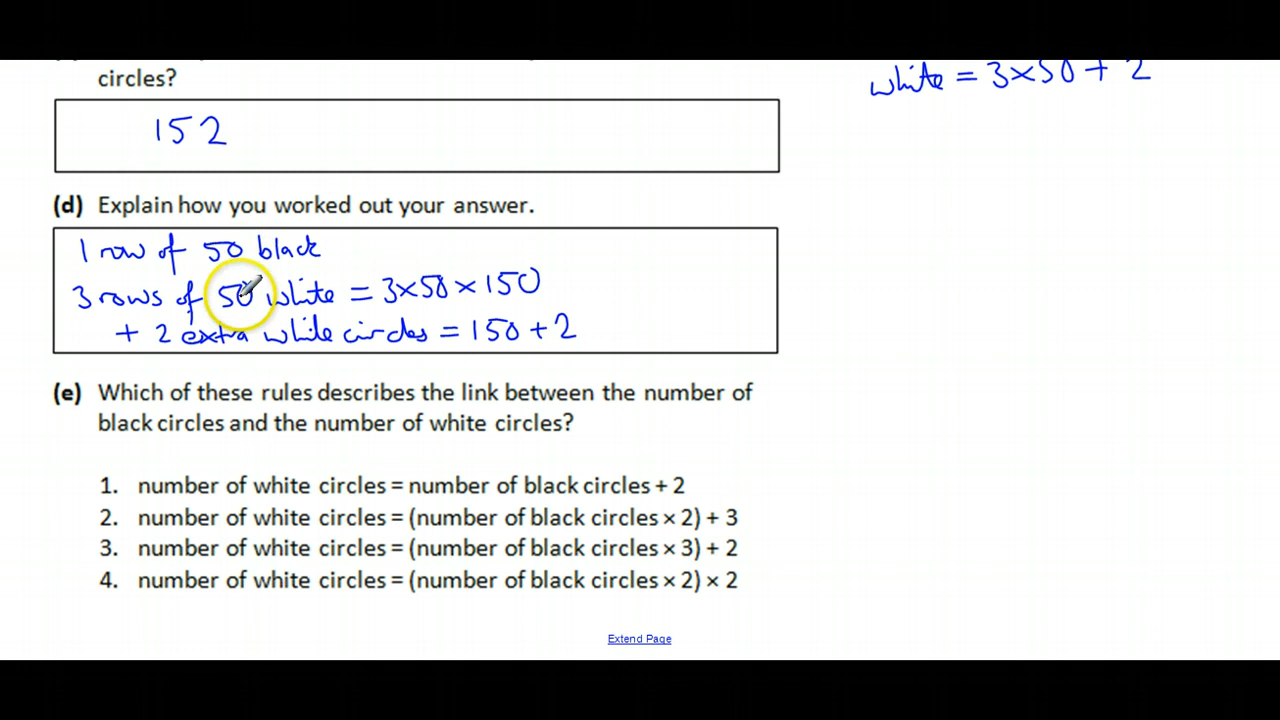 circles?
white = 3×50 + 2
152
(d) Explain how you worked out your answer.
1 row of 50 black
3 rows of 50 white = 3×50×150
+ 2 extra white circles = 150 + 2
(e) Which of these rules describes the link between the number of
black circles and the number of white circles?
1. number of white circles = number of black circles + 2
2. number of white circles = (number of black circles × 2) + 3
3. number of white circles = (number of black circles × 3) + 2
4. number of white circles = (number of black circles × 2) × 2
Extend Page